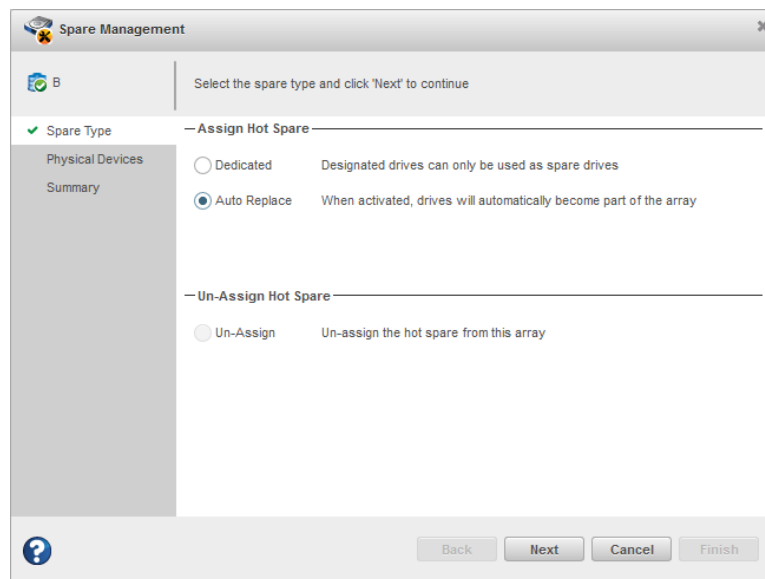 Spare Management
B
Select the spare type and click 'Next' to continue
Spare Type
Physical Devices
Summary
Assign Hot Spare
Dedicated Designated drives can only be used as spare drives
Auto Replace When activated, drives will automatically become part of the array
Un-Assign Hot Spare
Un-Assign Un-assign the hot spare from this array
? Back Next Cancel Finish